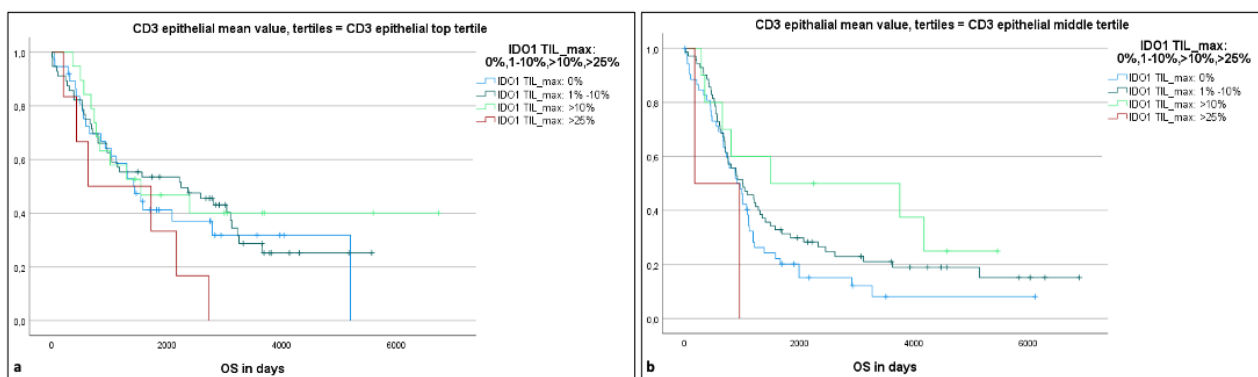 CD3 epithelial mean value, tertiles = CD3 epithelial top tertile
IDO1 TIL_max:
0%,1-10%,>10%,>25%
IDO1 TIL_max: 0%
IDO1 TIL_max: 1% -10%
IDO1 TIL_max: >10%
IDO1 TIL_max: >25%
1,0
0,8
0,6
0,4
0,2
0,0
0
2000
4000
6000
OS in days
a
CD3 epithalial mean value, tertiles = CD3 epithelial middle tertile
IDO1 TIL_max:
0%,1-10%,>10%,>25%
IDO1 TIL_max: 0%
IDO1 TIL_max: 1% -10%
IDO1 TIL_max: >10%
IDO1 TIL_max: >25%
1,0
0,8
0,6
0,4
0,2
0,0
0
2000
4000
6000
OS in days
b